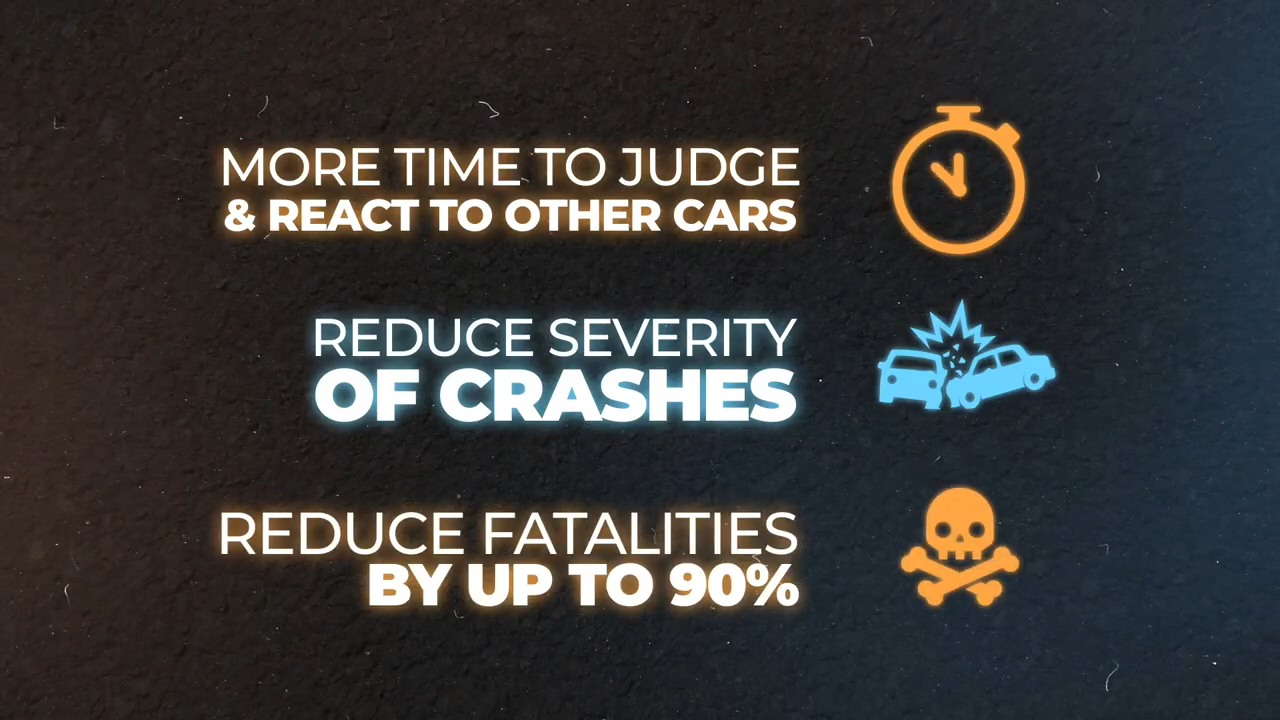 MORE TIME TO JUDGE
& REACT TO OTHER CARS
REDUCE SEVERITY
OF CRASHES
REDUCE FATALITIES
BY UP TO 90%